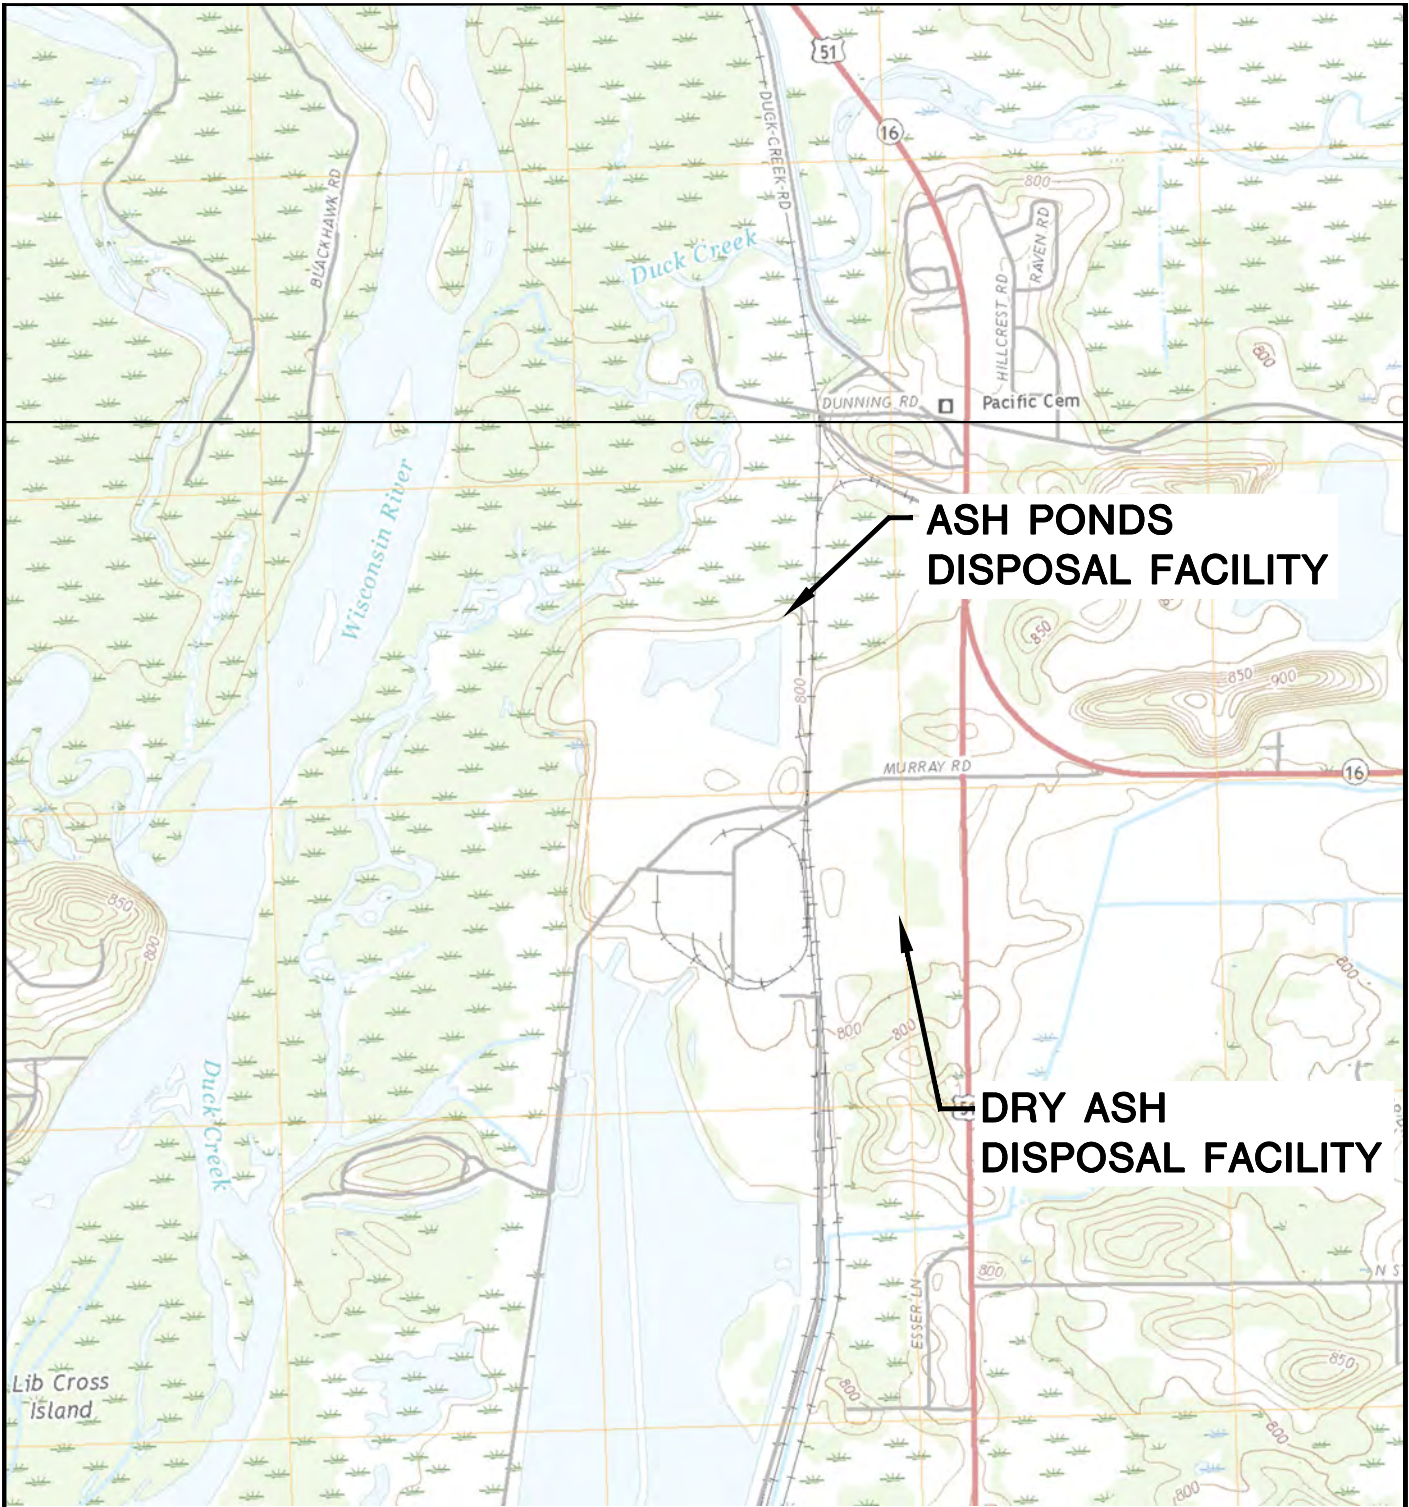 51
16
DUCK-CREEK-RD
BLACKHAWK RD
800
RAVEN RD
Duck Creek
HILLCREST RD
800
DUNNING RD
Pacific Cem
Wisconsin River
ASH PONDS
DISPOSAL FACILITY
850
850
900
800
MURRAY RD
16
850
800
800
800
800
Duck Creek
DRY ASH
DISPOSAL FACILITY
800
N S
ESSER LN
850
Lib Cross
Island
800
800
800